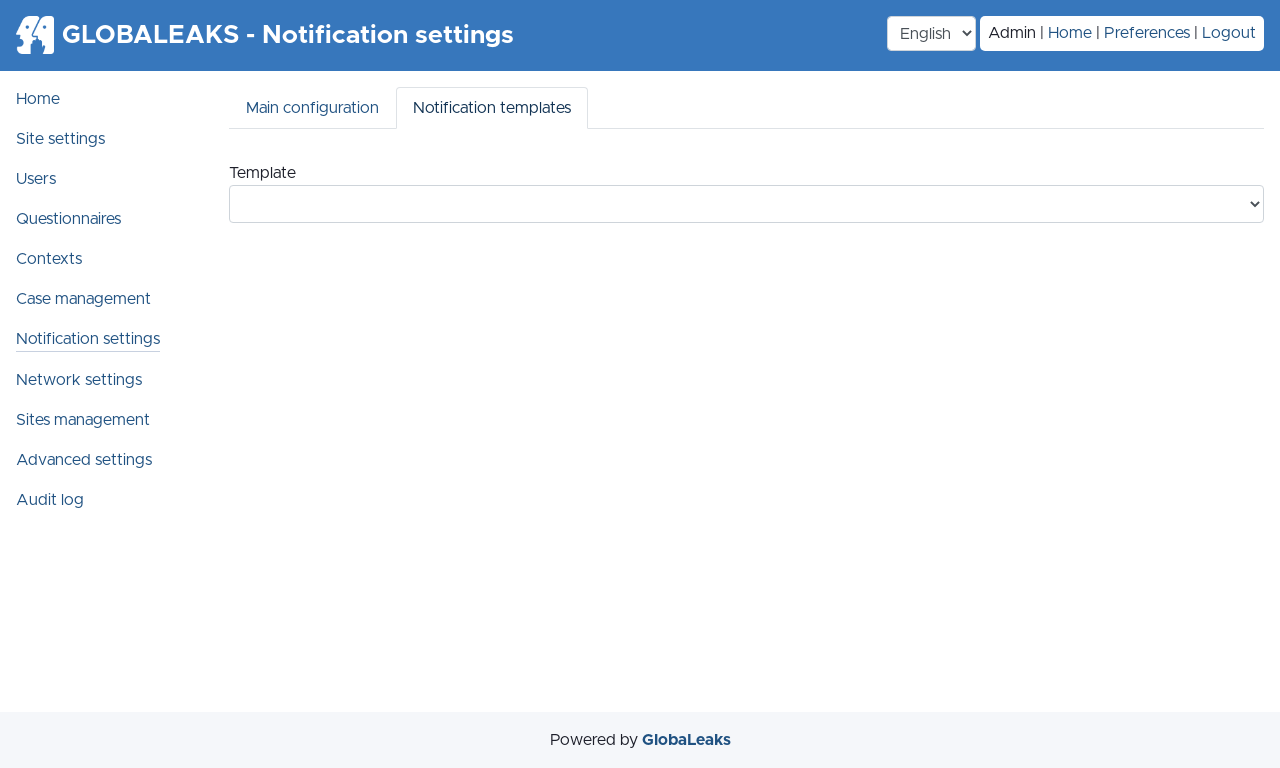 GLOBALEAKS - Notification settings
English
Admin | Home | Preferences | Logout
Home
Site settings
Users
Questionnaires
Contexts
Case management
Notification settings
Network settings
Sites management
Advanced settings
Audit log
Main configuration
Notification templates
Template
Powered by GlobaLeaks